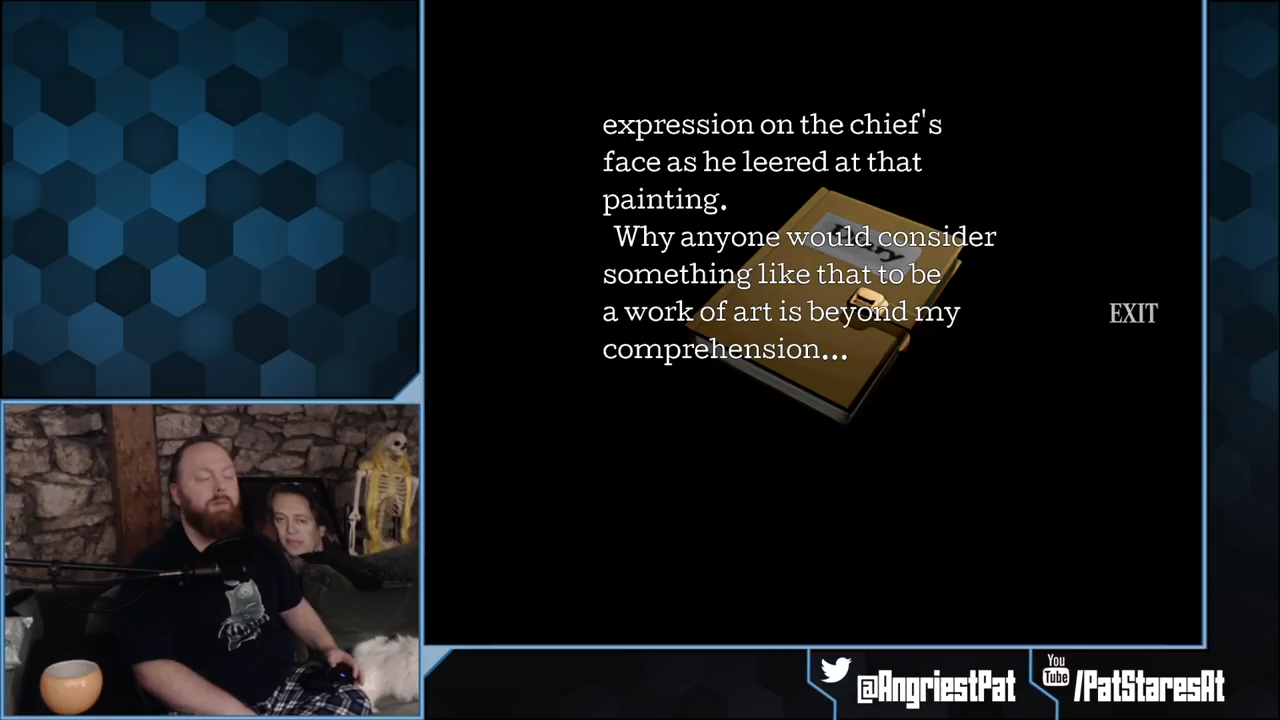 expression on the chief's
face as he leered at that
painting.
Why anyone would consider
something like that to be
a work of art is beyond my
comprehension...
Diary
EXIT
@AngriestPat
You
Tube
/PatStaresAt